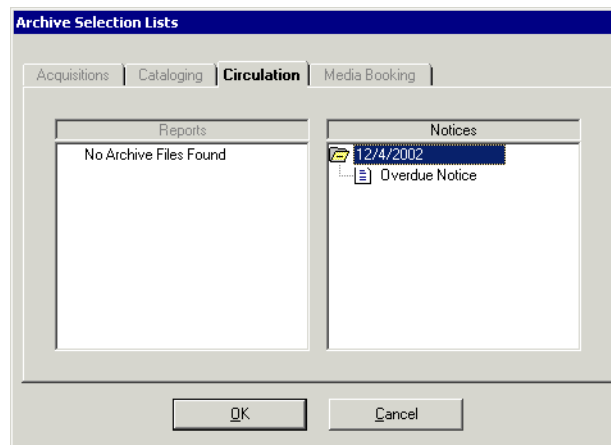 Archive Selection Lists
Acquisitions Cataloging Circulation Media Booking
Reports
No Archive Files Found
Notices
12/4/2002
Overdue Notice
OK Cancel